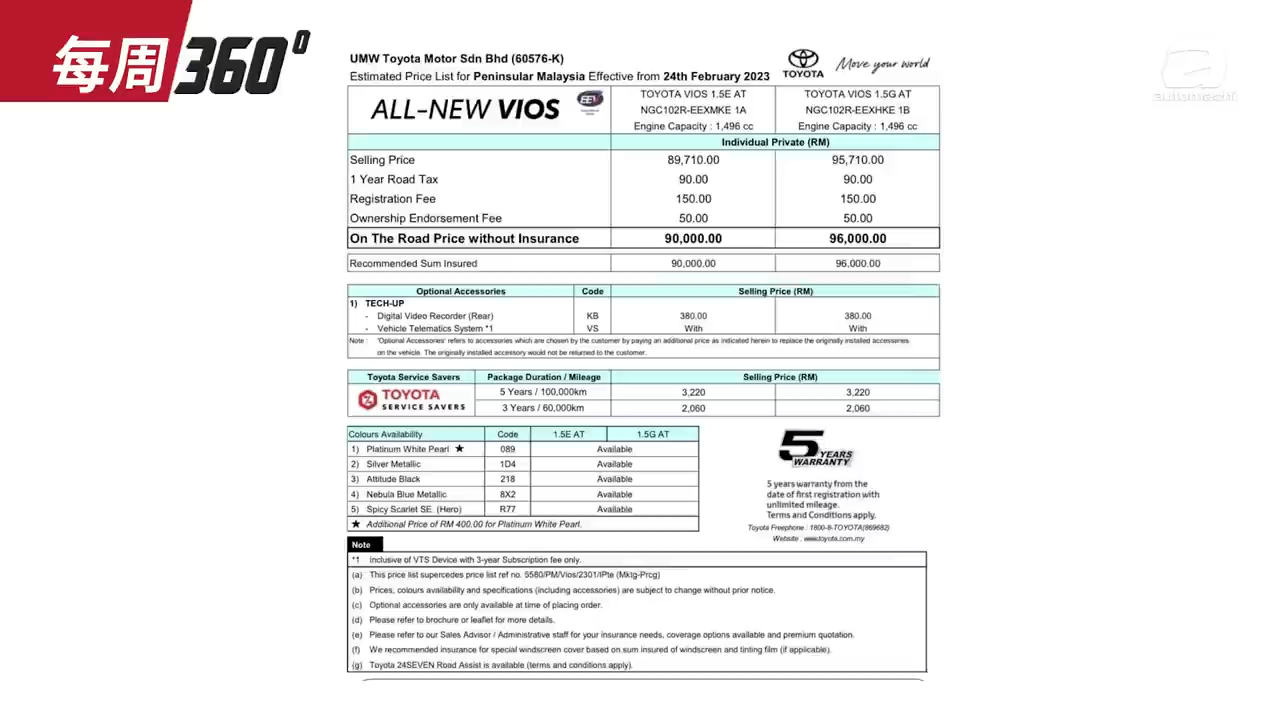 每周360°
UMW Toyota Motor Sdn Bhd (60576-K)
Estimated Price List for Peninsular Malaysia Effective from 24th February 2023
TOYOTA
Move your world
automachi
ALL-NEW VIOS
EEV
TOYOTA VIOS 1.5E AT
NGC102R-EEXMKE 1A
Engine Capacity : 1,496 cc
TOYOTA VIOS 1.5G AT
NGC102R-EEXHKE 1B
Engine Capacity : 1,496 cc
Individual Private (RM)
Selling Price 89,710.00 95,710.00
1 Year Road Tax 90.00 90.00
Registration Fee 150.00 150.00
Ownership Endorsement Fee 50.00 50.00
On The Road Price without Insurance 90,000.00 96,000.00
Recommended Sum Insured 90,000.00 96,000.00
Optional Accessories Code Selling Price (RM)
1) TECH-UP
- Digital Video Recorder (Rear) KB 380.00 380.00
- Vehicle Telematics System *1 VS With With
Note : 'Optional Accessories' refers to accessories which are chosen by the customer by paying an additional price as indicated herein to replace the originally installed accessories
on the vehicle. The originally installed accessory would not be returned to the customer.
Toyota Service Savers Package Duration / Mileage Selling Price (RM)
TOYOTA
SERVICE SAVERS
5 Years / 100,000km 3,220 3,220
3 Years / 60,000km 2,060 2,060
Colours Availability Code 1.5E AT 1.5G AT
1) Platinum White Pearl ★ 089 Available
2) Silver Metallic 1D4 Available
3) Attitude Black 218 Available
4) Nebula Blue Metallic 8X2 Available
5) Spicy Scarlet SE (Hero) R77 Available
★ Additional Price of RM 400.00 for Platinum White Pearl.
5 YEARS
WARRANTY
5 years warranty from the
date of first registration with
unlimited mileage.
Terms and Conditions apply.
Toyota Freephone : 1800-8-TOYOTA(869682)
Website : www.toyota.com.my
Note
*1 Inclusive of VTS Device with 3-year Subscription fee only.
(a) This price list supercedes price list ref no. 5580/PM/Vios/2301/IPte (Mktg-Prcg)
(b) Prices, colours availability and specifications (including accessories) are subject to change without prior notice.
(c) Optional accessories are only available at time of placing order.
(d) Please refer to brochure or leaflet for more details.
(e) Please refer to our Sales Advisor / Administrative staff for your insurance needs, coverage options available and premium quotation.
(f) We recommended insurance for special windscreen cover based on sum insured of windscreen and tinting film (if applicable).
(g) Toyota 24SEVEN Road Assist is available (terms and conditions apply).